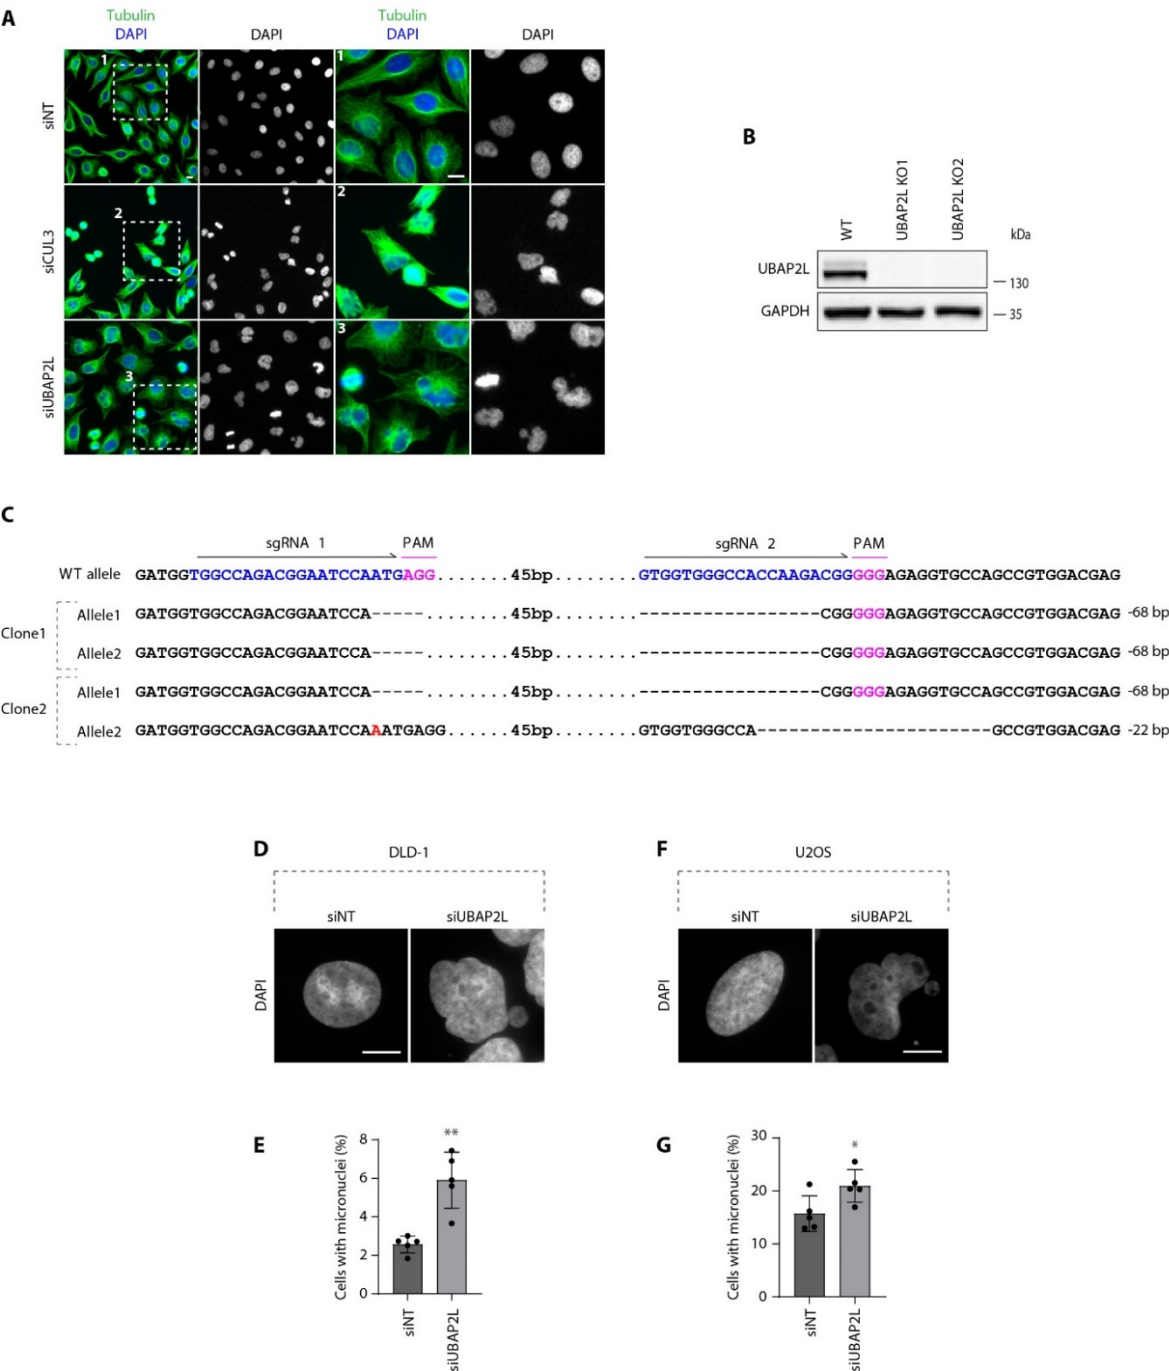 A
Tubulin
DAPI
DAPI
Tubulin
DAPI
DAPI
siNT
1
1
siCUL3
2
2
siUBAP2L
3
3
B
WT
UBAP2L KO1
UBAP2L KO2
kDa
UBAP2L
130
GAPDH
35
C
sgRNA 1 PAM sgRNA 2 PAM
WT allele GATGGTGGCCAGACGGAATCCAATGAGG.......45bp........GTGGTGGGCCACCAAGACGGGGGAGAGGTGCCAGCCGTGGACGAG
Clone1
Allele1 GATGGTGGCCAGACGGAATCCA-----.......45bp........----------------CGGGGGAGAGGTGCCAGCCGTGGACGAG -68 bp
Allele2 GATGGTGGCCAGACGGAATCCA-----.......45bp........----------------CGGGGGAGAGGTGCCAGCCGTGGACGAG -68 bp
Clone2
Allele1 GATGGTGGCCAGACGGAATCCA-----.......45bp........----------------CGGGGGAGAGGTGCCAGCCGTGGACGAG -68 bp
Allele2 GATGGTGGCCAGACGGAATCCAAATGAGG......45bp........GTGGTGGGCCA----------------------GCCGTGGACGAG -22 bp
D
DLD-1
siNT siUBAP2L
DAPI
F
U2OS
siNT siUBAP2L
DAPI
E
Cells with micronuclei (%)
8
6
4
2
0
**
siNT
siUBAP2L
G
Cells with micronuclei (%)
30
20
10
0
*
siNT
siUBAP2L